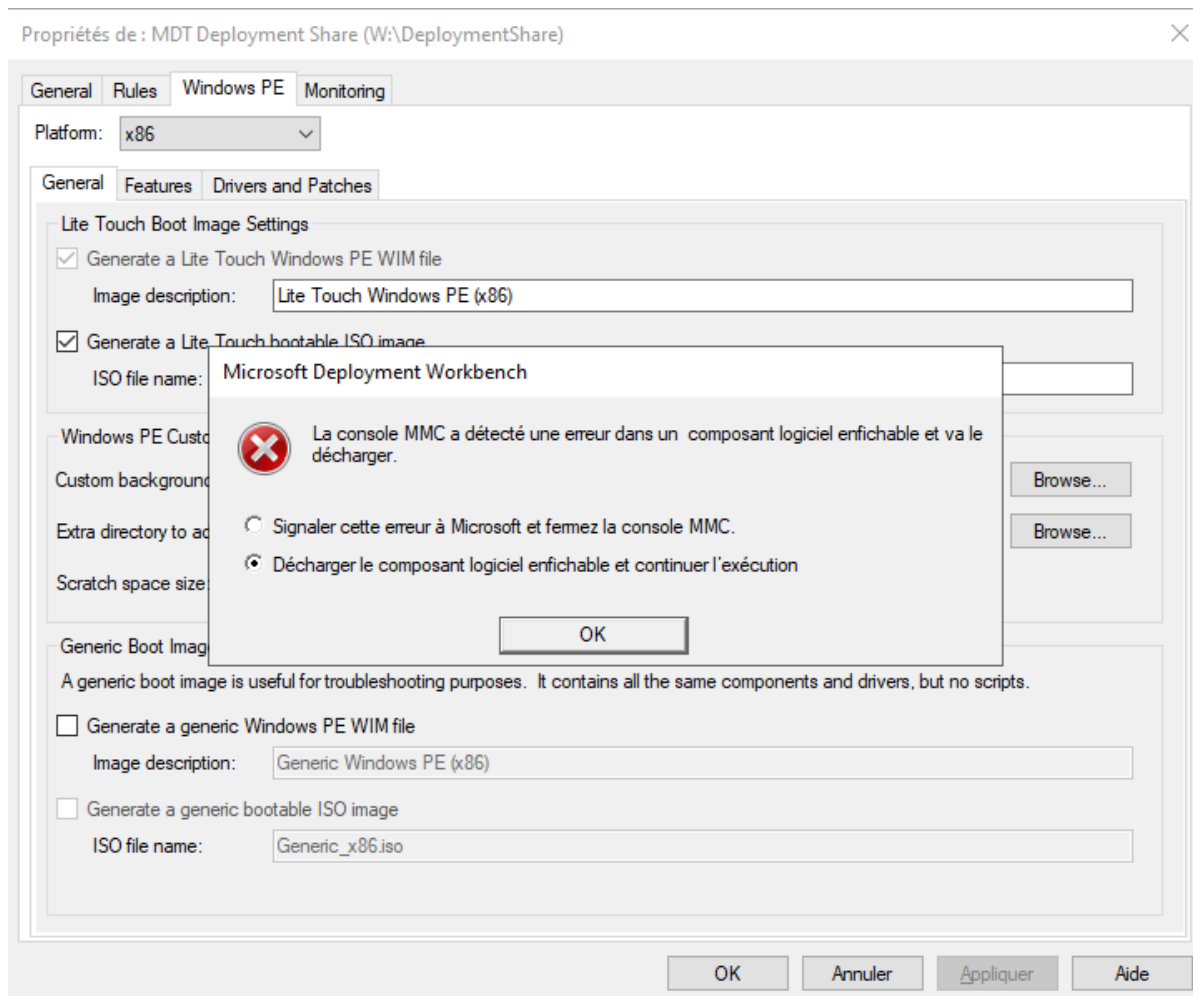 Propriétés de : MDT Deployment Share (W:\DeploymentShare)
General Rules Windows PE Monitoring
Platform: x86
General Features Drivers and Patches
Lite Touch Boot Image Settings
Generate a Lite Touch Windows PE WIM file
Image description: Lite Touch Windows PE (x86)
Generate a Lite Touch bootable ISO image
ISO file name:
Microsoft Deployment Workbench
La console MMC a détecté une erreur dans un composant logiciel enfichable et va le
décharger.
Signaler cette erreur à Microsoft et fermez la console MMC.
Décharger le composant logiciel enfichable et continuer l'exécution
OK
Windows PE Custo
Custom background Browse...
Extra directory to ad Browse...
Scratch space size:
Generic Boot Imag
A generic boot image is useful for troubleshooting purposes. It contains all the same components and drivers, but no scripts.
Generate a generic Windows PE WIM file
Image description: Generic Windows PE (x86)
Generate a generic bootable ISO image
ISO file name: Generic_x86.iso
OK Annuler Appliquer Aide